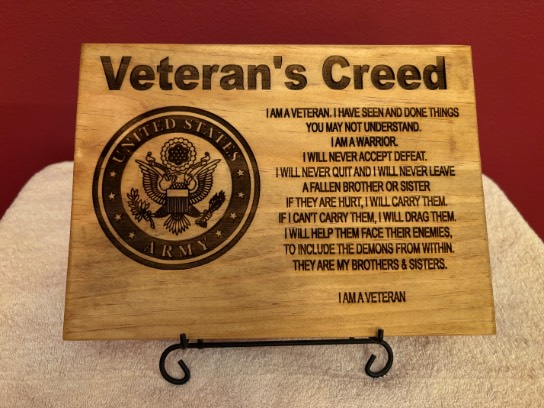 Veteran's Creed
UNITED STATES
ARMY
I AM A VETERAN. I HAVE SEEN AND DONE THINGS
YOU MAY NOT UNDERSTAND.
I AM A WARRIOR.
I WILL NEVER ACCEPT DEFEAT.
I WILL NEVER QUIT AND I WILL NEVER LEAVE
A FALLEN BROTHER OR SISTER
IF THEY ARE HURT, I WILL CARRY THEM.
IF I CAN'T CARRY THEM, I WILL DRAG THEM.
I WILL HELP THEM FACE THEIR ENEMIES,
TO INCLUDE THE DEMONS FROM WITHIN.
THEY ARE MY BROTHERS & SISTERS.
I AM A VETERAN